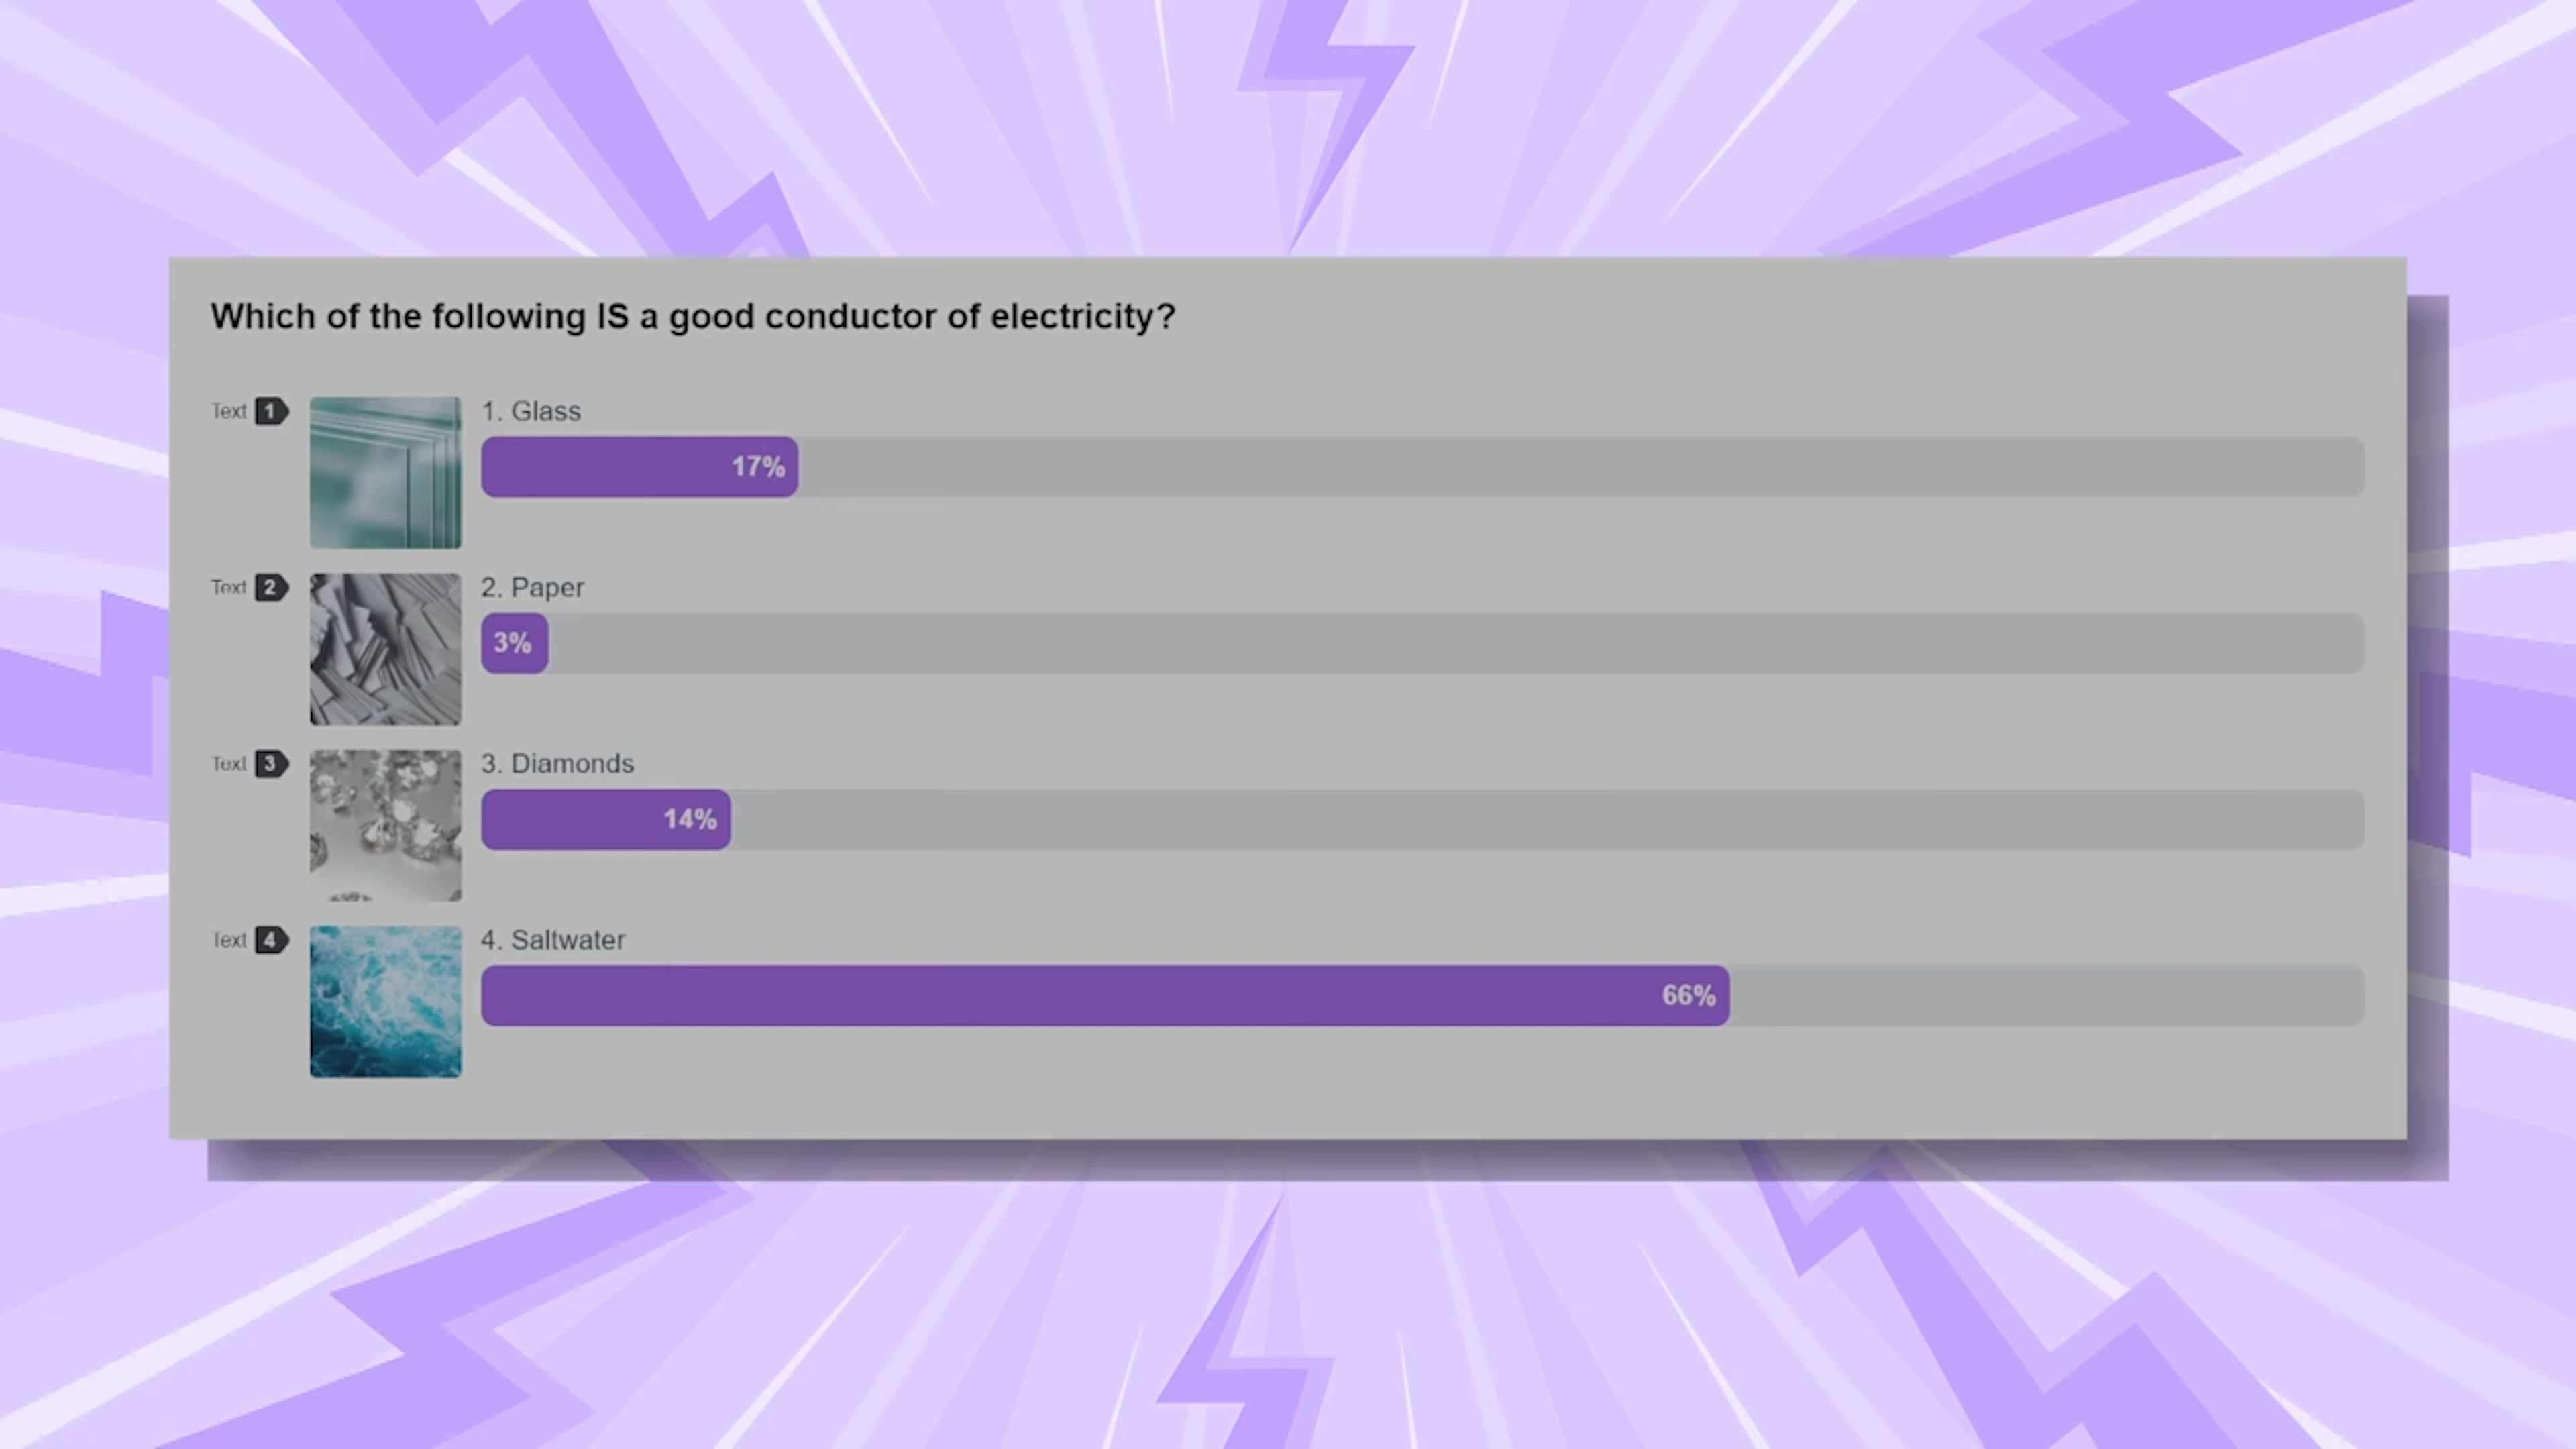 Which of the following IS a good conductor of electricity?
Text 1
1. Glass
17%
Text 2
2. Paper
3%
Text 3
3. Diamonds
14%
Text 4
4. Saltwater
66%